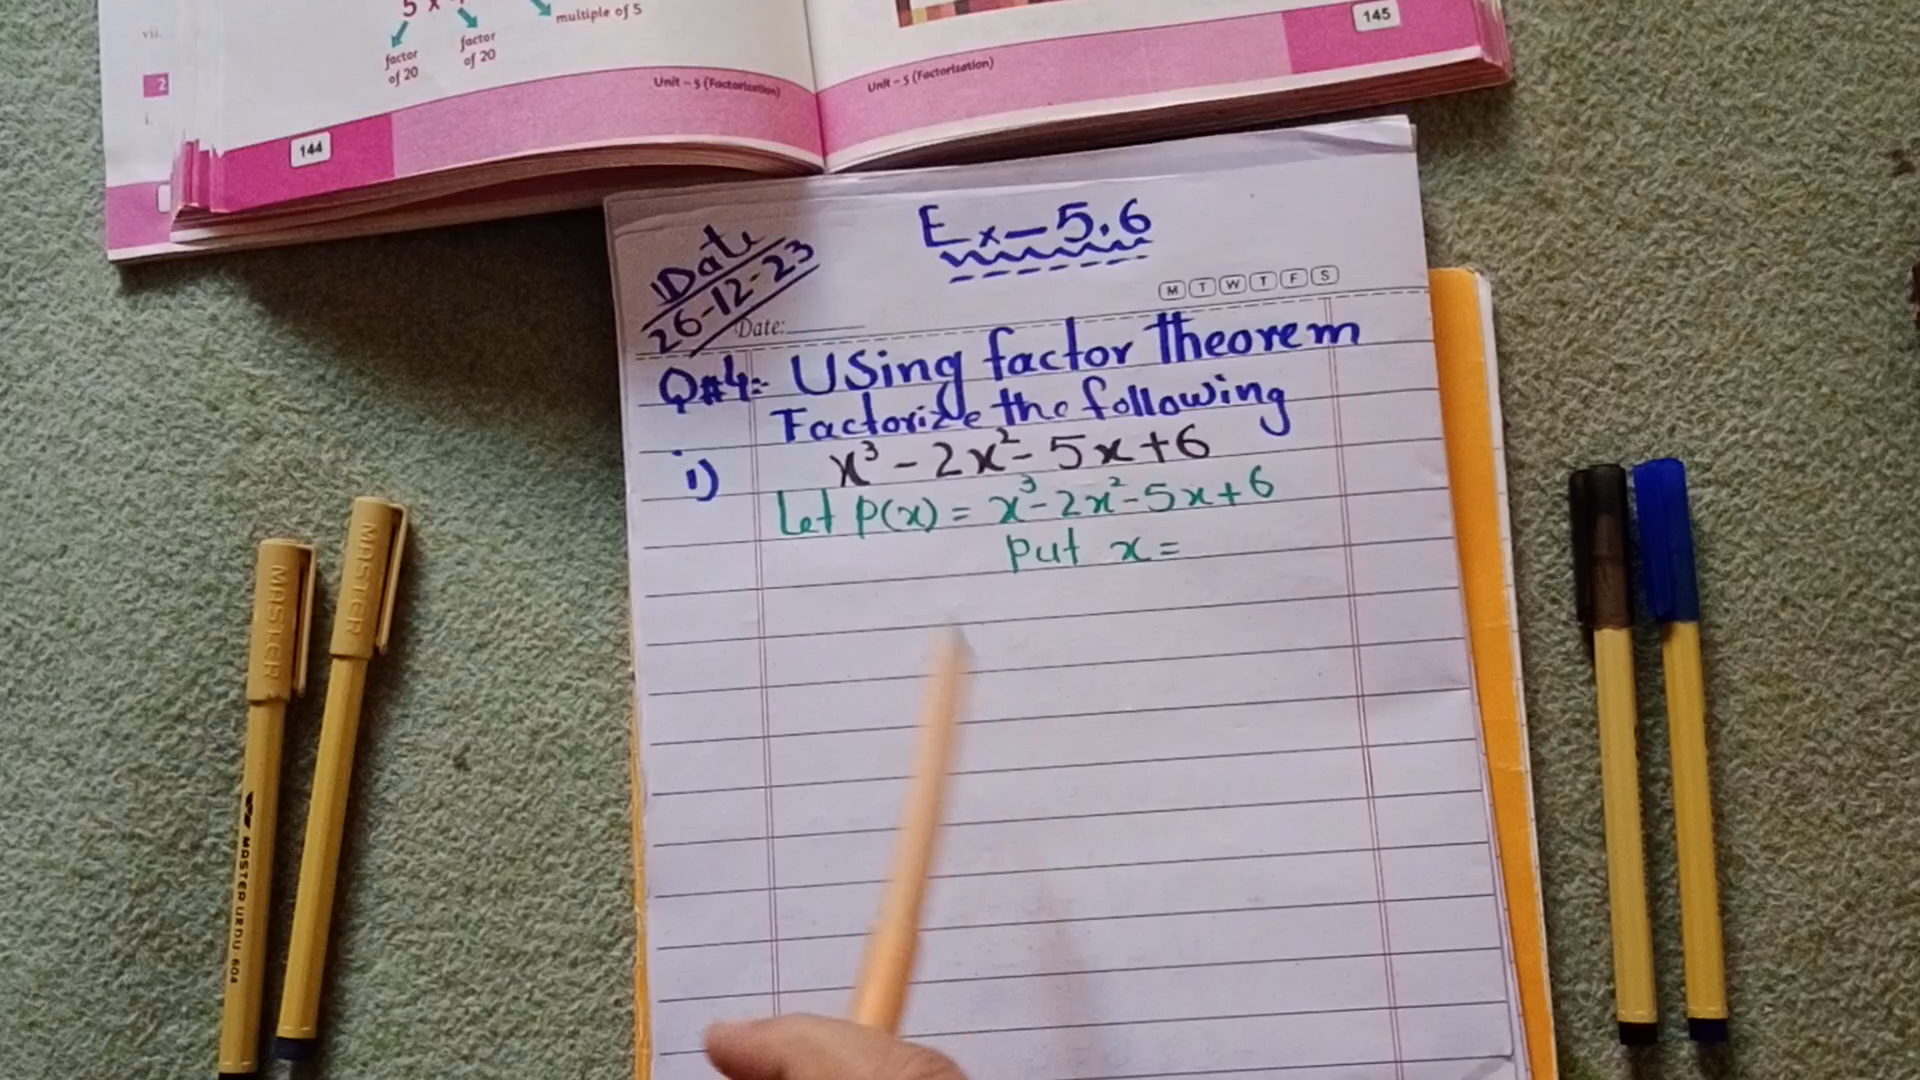 5 x
multiple of 5
factor
of 20
factor
of 20
vii.
2
i.
Unit – 5 (Factorization)
144
Unit – 5 (Factorization)
145
Ex – 5.6
Date
26-12-23
M T W T F S
Date:
Q#4:- Using factor theorem
Factorize the following
i) x³ - 2x² - 5x + 6
Let P(x) = x³ - 2x² - 5x + 6
put x =
MASTER
MASTER
MASTER URDU 604